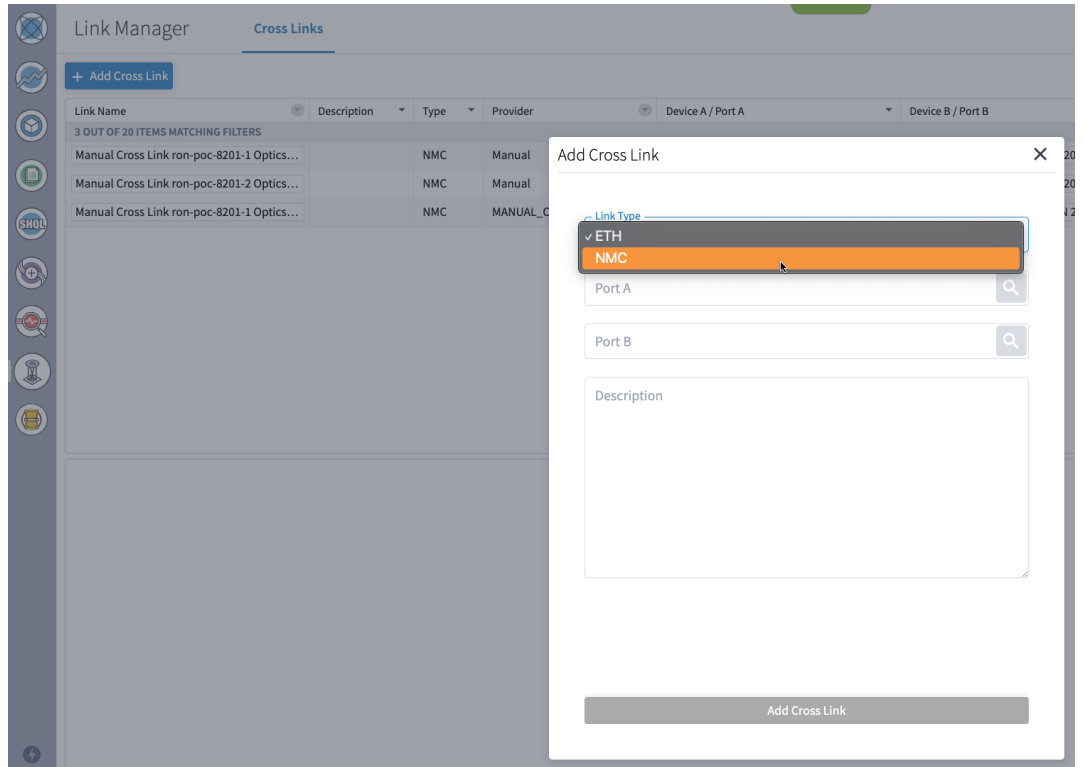 Link Manager
Cross Links
+ Add Cross Link
Link Name Description Type Provider Device A / Port A Device B / Port B
3 OUT OF 20 ITEMS MATCHING FILTERS
Manual Cross Link ron-poc-8201-1 Optics... NMC Manual
Manual Cross Link ron-poc-8201-2 Optics... NMC Manual
Manual Cross Link ron-poc-8201-1 Optics... NMC MANUAL_C
SHQL
Add Cross Link
Link Type
✓ ETH
NMC
Port A
Port B
Description
Add Cross Link